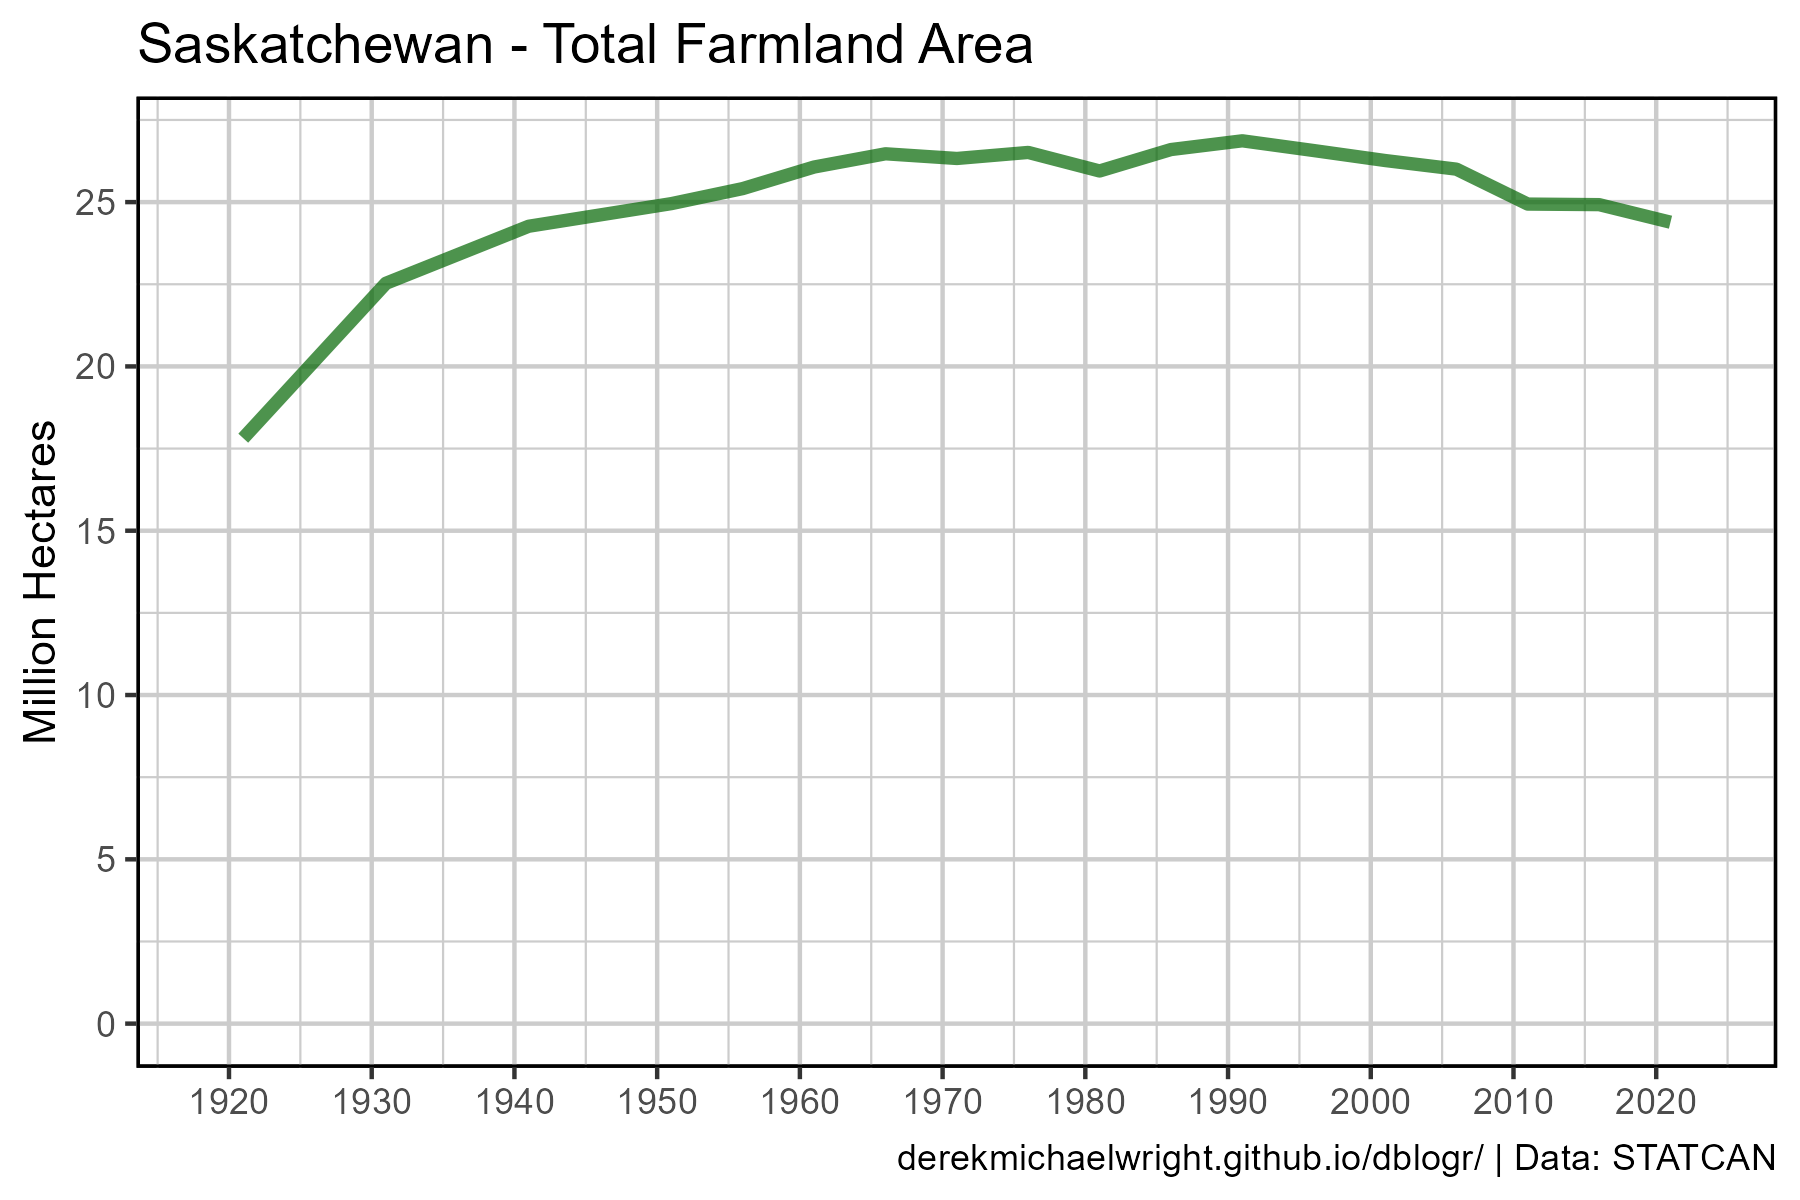 Saskatchewan - Total Farmland Area
Million Hectares
25
20
15
10
5
0
1920 1930 1940 1950 1960 1970 1980 1990 2000 2010 2020
derekmichaelwright.github.io/dblogr/ | Data: STATCAN